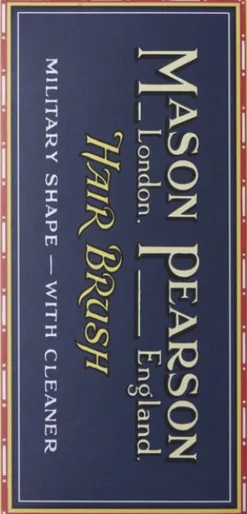 MASON PEARSON
London. England.
HAIR BRUSH
MILITARY SHAPE — WITH CLEANER